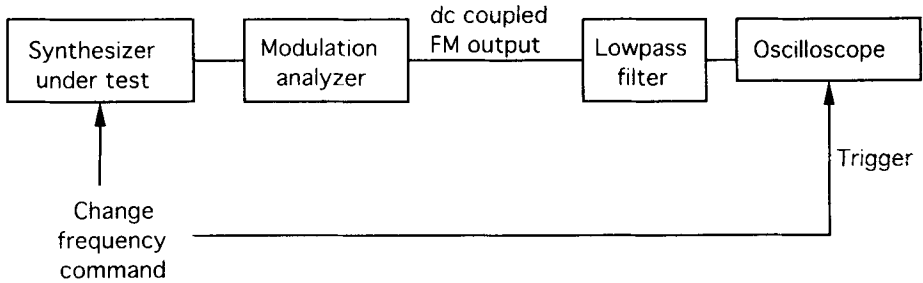 Synthesizer
under test
Modulation
analyzer
dc coupled
FM output
Lowpass
filter
Oscilloscope
Trigger
Change
frequency
command